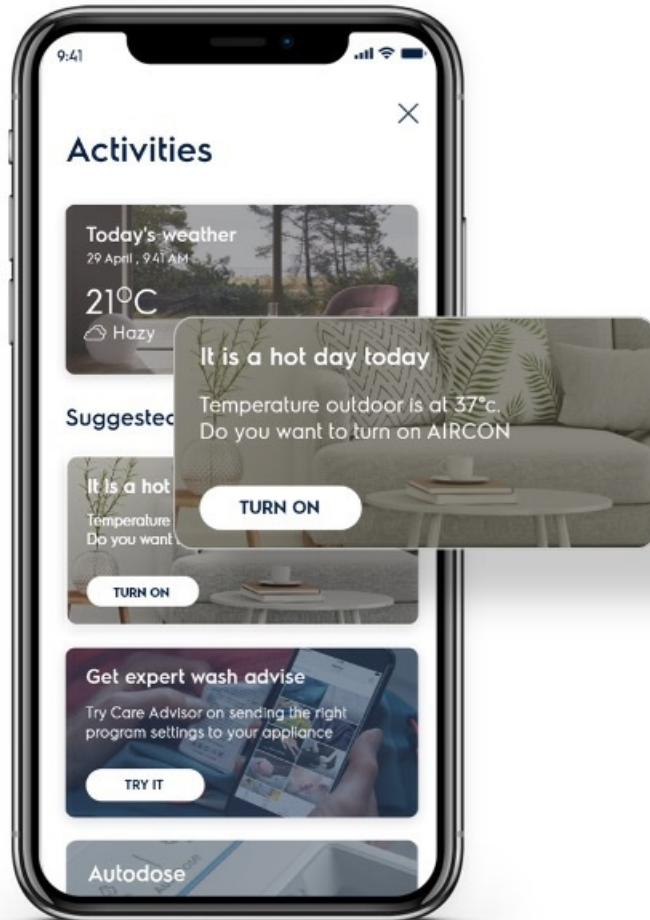 9:41
Activities
Today's weather
29 April , 9:41 AM
21°C
Hazy
It is a hot day today
Temperature outdoor is at 37°c.
Do you want to turn on AIRCON
TURN ON
Suggested
It is a hot
Temperature
Do you want
TURN ON
Get expert wash advise
Try Care Advisor on sending the right
program settings to your appliance
TRY IT
Autodose